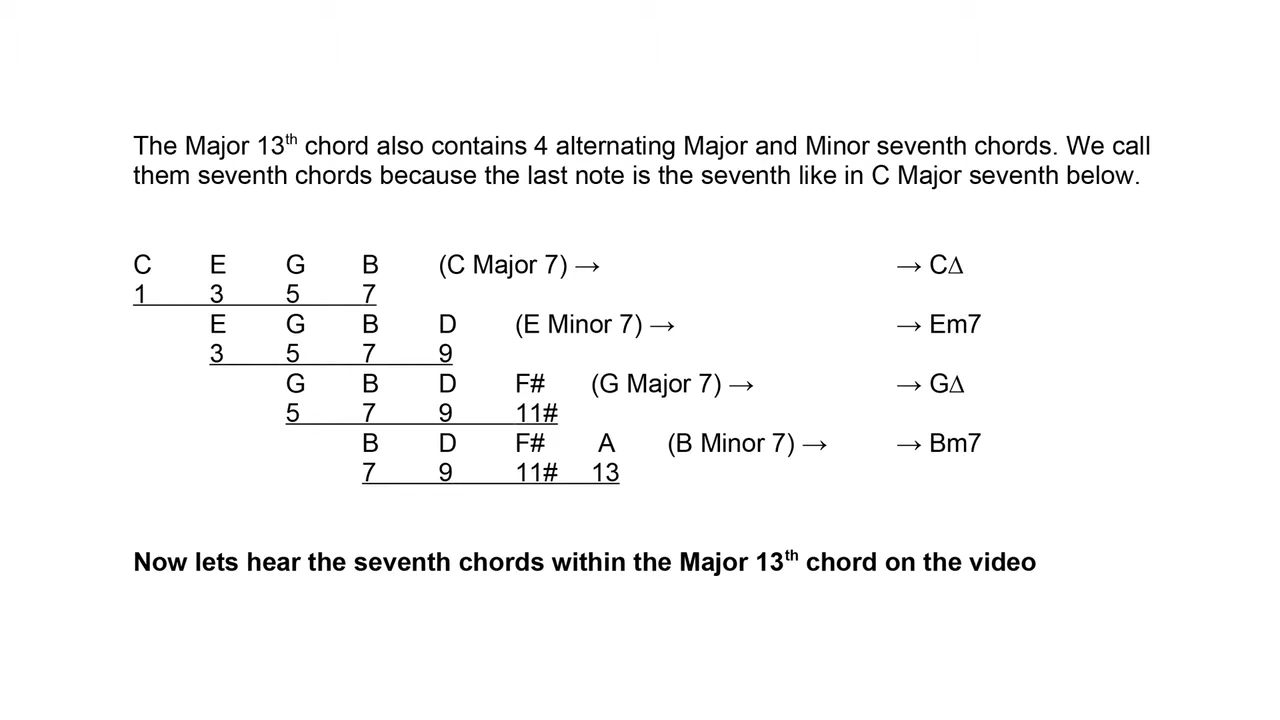 The Major 13th chord also contains 4 alternating Major and Minor seventh chords. We call
them seventh chords because the last note is the seventh like in C Major seventh below.
C E G B (C Major 7) → → C∆
1 3 5 7
E G B D (E Minor 7) → → Em7
3 5 7 9
G B D F# (G Major 7) → → G∆
5 7 9 11#
B D F# A (B Minor 7) → → Bm7
7 9 11# 13
Now lets hear the seventh chords within the Major 13th chord on the video